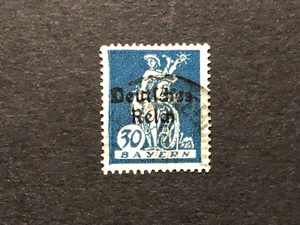 Deutsches
Reich
30
BAYERN